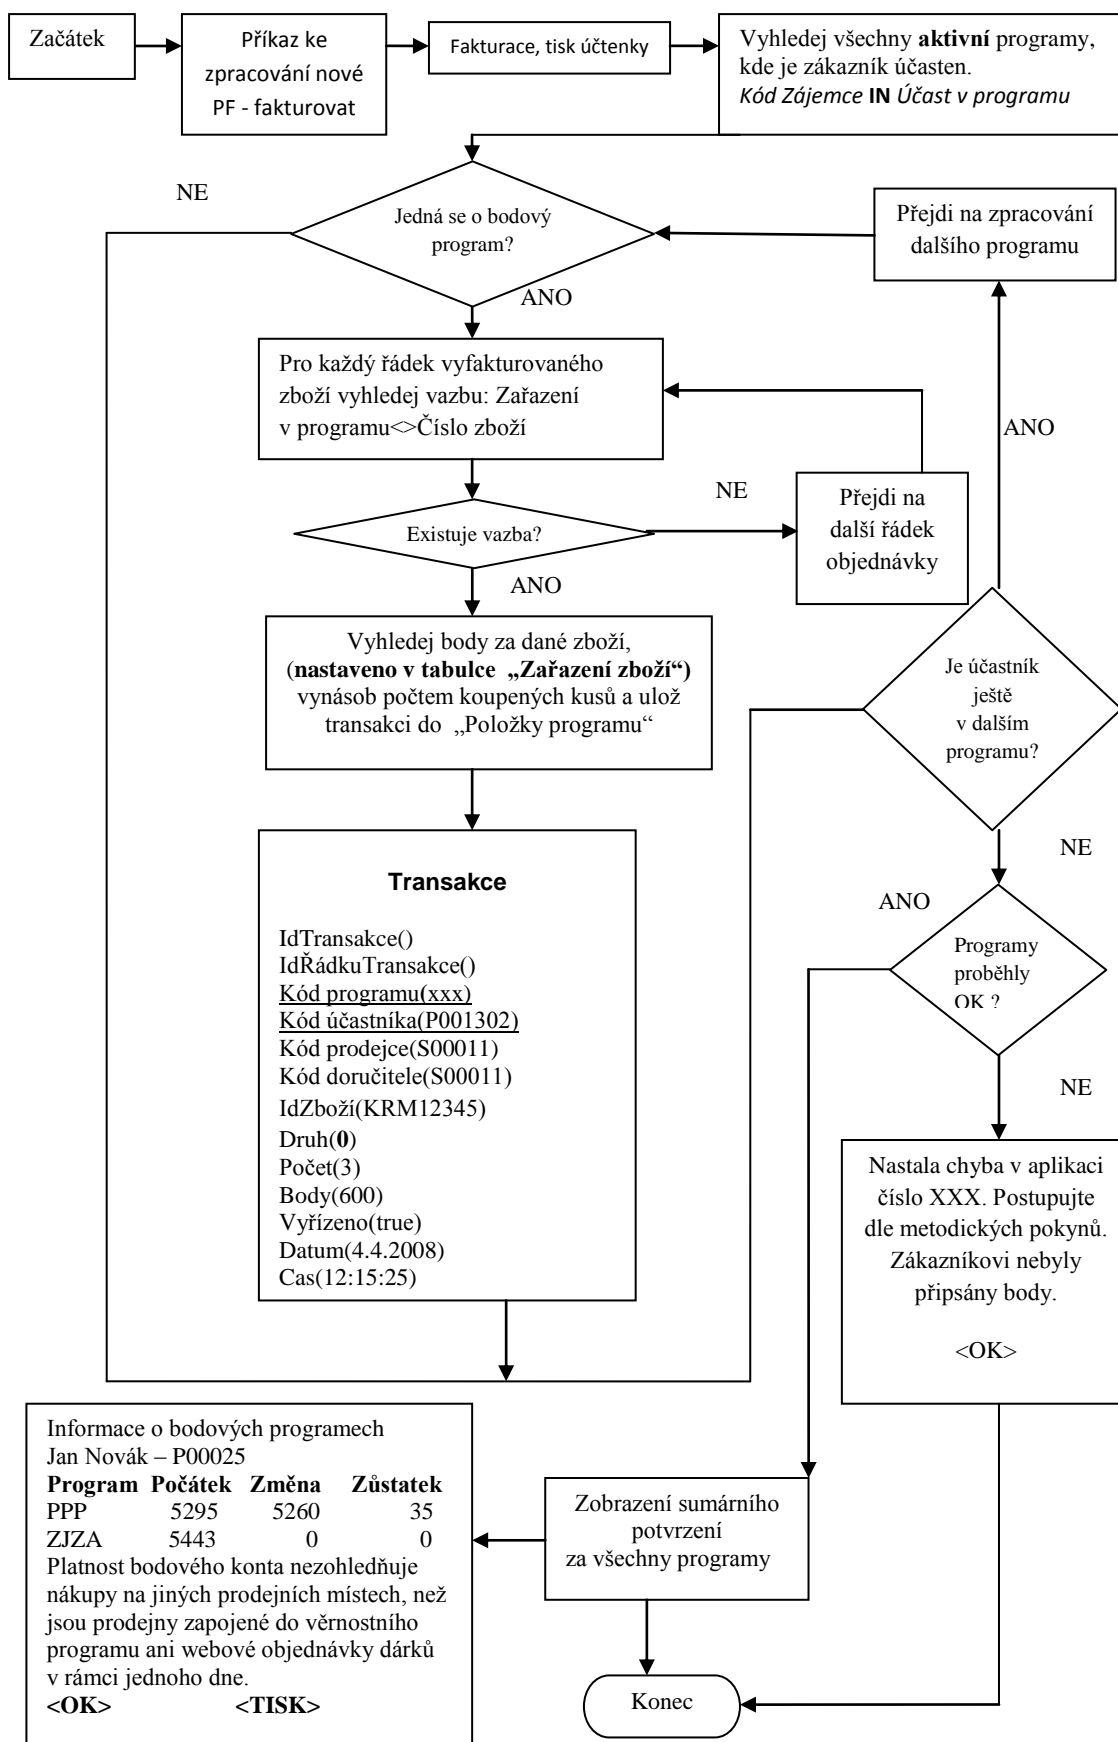 Začátek
Příkaz ke
zpracování nové
PF - fakturovat
Fakturace, tisk účtenky
Vyhledej všechny aktivní programy,
kde je zákazník účasten.
Kód Zájemce IN Účast v programu
NE
Jedná se o bodový
program?
Přejdi na zpracování
dalšího programu
ANO
Pro každý řádek vyfakturovaného
zboží vyhledej vazbu: Zařazení
v programu<>Číslo zboží
ANO
NE
Přejdi na
další řádek
objednávky
Existuje vazba?
ANO
Vyhledej body za dané zboží,
(nastaveno v tabulce „Zařazení zboží“)
vynásob počtem koupených kusů a ulož
transakci do „Položky programu“
Je účastník
ještě
v dalším
programu?
NE
Transakce
IdTransakce()
IdŘádkuTransakce()
Kód programu(xxx)
Kód účastníka(P001302)
Kód prodejce(S00011)
Kód doručitele(S00011)
IdZboží(KRM12345)
Druh(0)
Počet(3)
Body(600)
Vyřízeno(true)
Datum(4.4.2008)
Cas(12:15:25)
ANO
Programy
proběhly
OK ?
NE
Nastala chyba v aplikaci
číslo XXX. Postupujte
dle metodických pokynů.
Zákazníkovi nebyly
připsány body.
<OK>
Informace o bodových programech
Jan Novák – P00025
Program Počátek Změna Zůstatek
PPP 5295 5260 35
ZJZA 5443 0 0
Platnost bodového konta nezohledňuje
nákupy na jiných prodejních místech, než
jsou prodejny zapojené do věrnostního
programu ani webové objednávky dárků
v rámci jednoho dne.
<OK> <TISK>
Zobrazení sumárního
potvrzení
za všechny programy
Konec